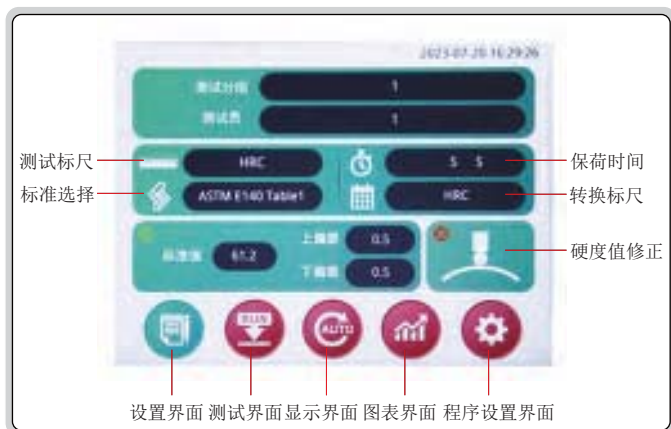 2023-07-20 16:29:26
测试分组 1
测试员 1
测试标尺 HRC 5 S 保荷时间
标准选择 ASTM E140 Table1 HRC 转换标尺
标准值 61.2 上偏差 0.5
下偏差 0.5
硬度值修正
RUN
AUTO
设置界面 测试界面 显示界面 图表界面 程序设置界面